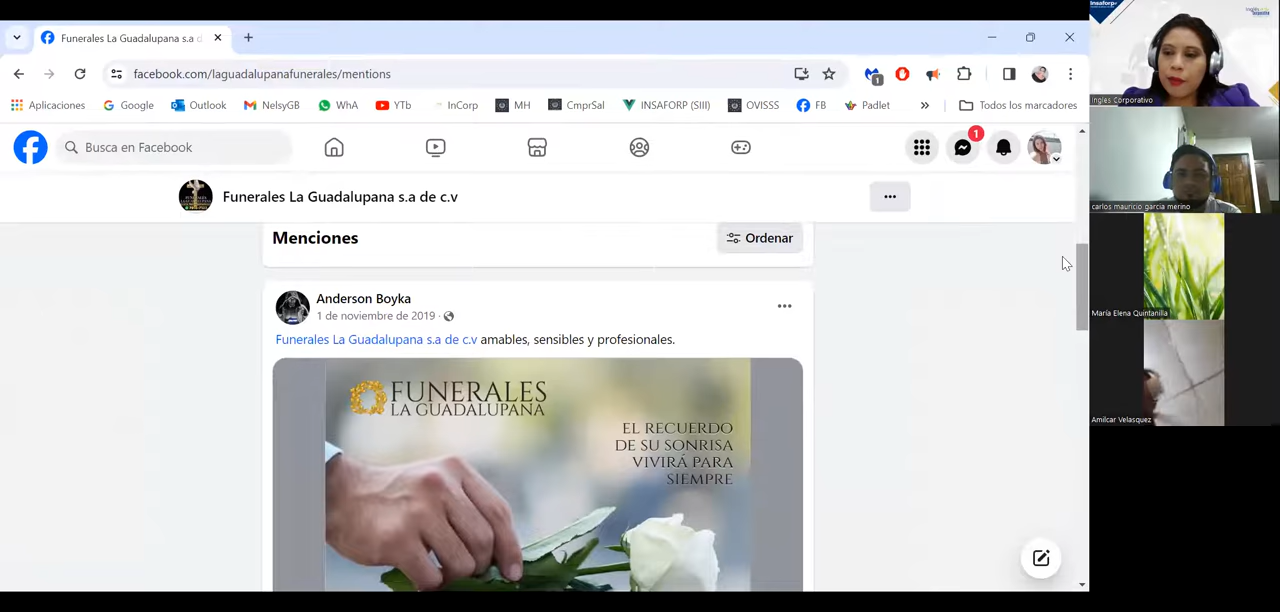 Funerales La Guadalupana s.a d
facebook.com/laguadalupanafunerales/mentions
1
Aplicaciones
Google
Outlook
NelsyGB
WhA
YTb
InCorp
MH
CmprSal
INSAFORP (SIII)
OVISSS
FB
Padlet
»
Todos los marcadores
Busca en Facebook
1
Funerales La Guadalupana s.a de c.v
Menciones
Ordenar
Anderson Boyka
1 de noviembre de 2019
Funerales La Guadalupana s.a de c.v amables, sensibles y profesionales.
FUNERALES
LA GUADALUPANA
EL RECUERDO
DE SU SONRISA
VIVIRÁ PARA
SIEMPRE
Insaforp
Ingles Corporativo
carlos mauricio garcia merino
María Elena Quintanilla
Amilcar Velasquez